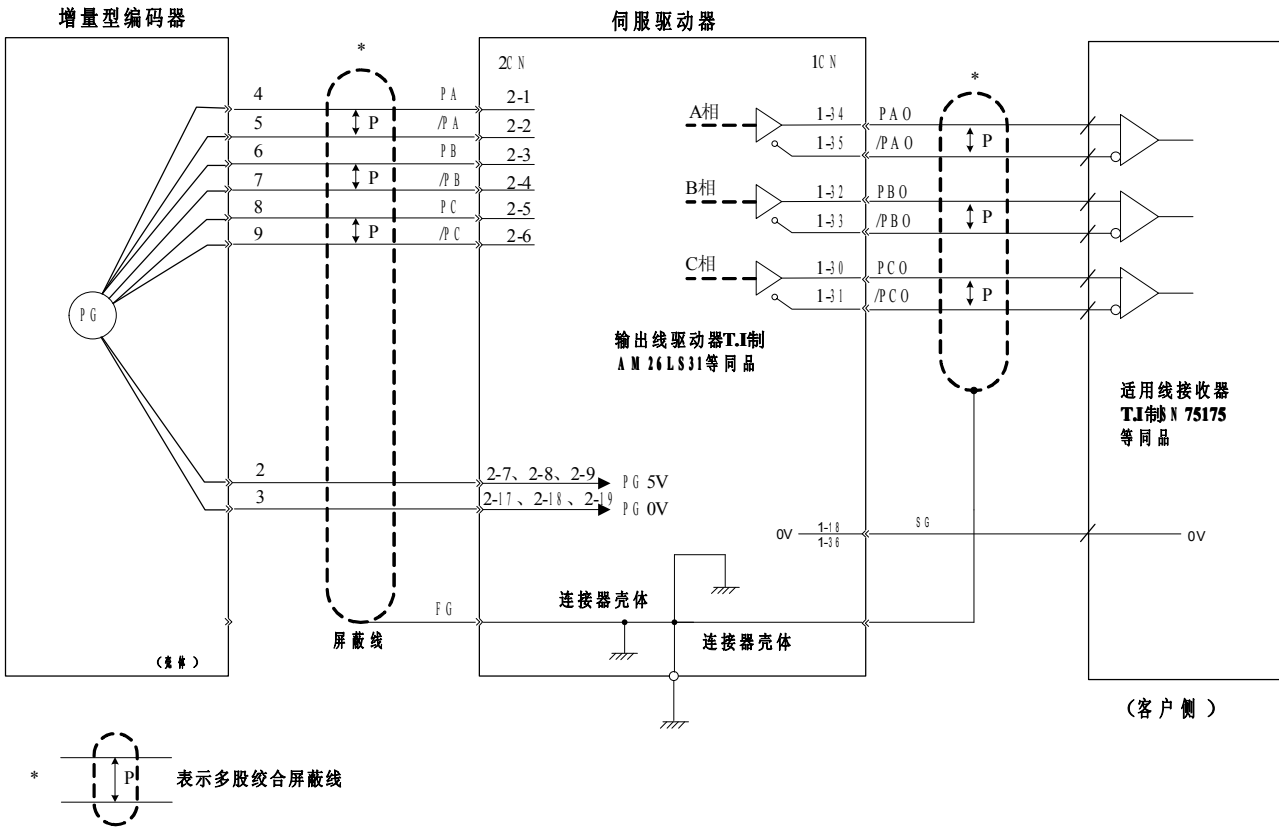 增量型编码器
伺服驱动器
*
2CN
1CN
*
4 PA 2-1
5 /PA 2-2
6 PB 2-3
7 /PB 2-4
8 PC 2-5
9 /PC 2-6
P
P
P
PG
A相
1-34 PAO
1-35 /PAO
P
B相
1-32 PBO
1-33 /PBO
P
C相
1-30 PCO
1-31 /PCO
P
输出线驱动器T.I制
AM26LS31等同品
适用线接收器
T.I制SN 75175
等同品
2
2-7、2-8、2-9 PG 5V
3
2-17、2-18、2-19 PG 0V
0V
1-18
1-36
SG
0V
FG
连接器壳体
连接器壳体
屏蔽线
(壳体)
(客户侧)
* P 表示多股绞合屏蔽线